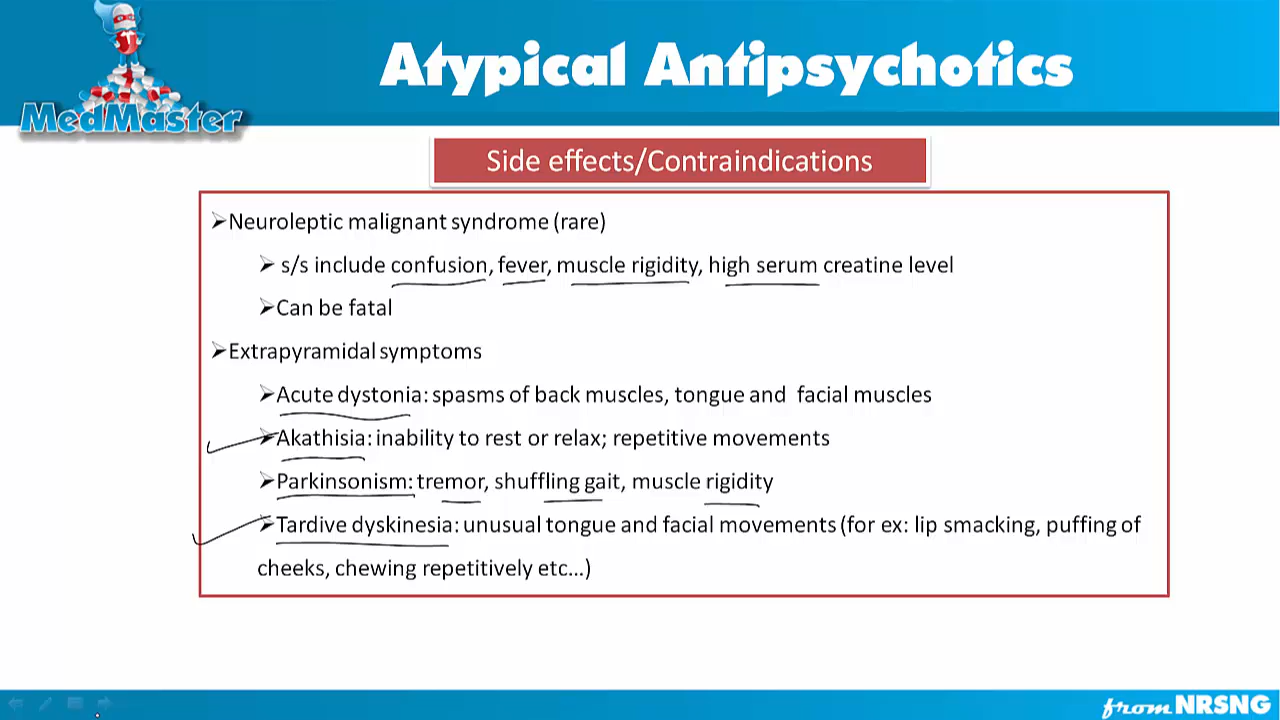 Atypical Antipsychotics
MedMaster
Side effects/Contraindications
➢Neuroleptic malignant syndrome (rare)
➢ s/s include confusion, fever, muscle rigidity, high serum creatine level
➢Can be fatal
➢Extrapyramidal symptoms
➢Acute dystonia: spasms of back muscles, tongue and facial muscles
➢Akathisia: inability to rest or relax; repetitive movements
➢Parkinsonism: tremor, shuffling gait, muscle rigidity
➢Tardive dyskinesia: unusual tongue and facial movements (for ex: lip smacking, puffing of
cheeks, chewing repetitively etc...)
from NRSNG